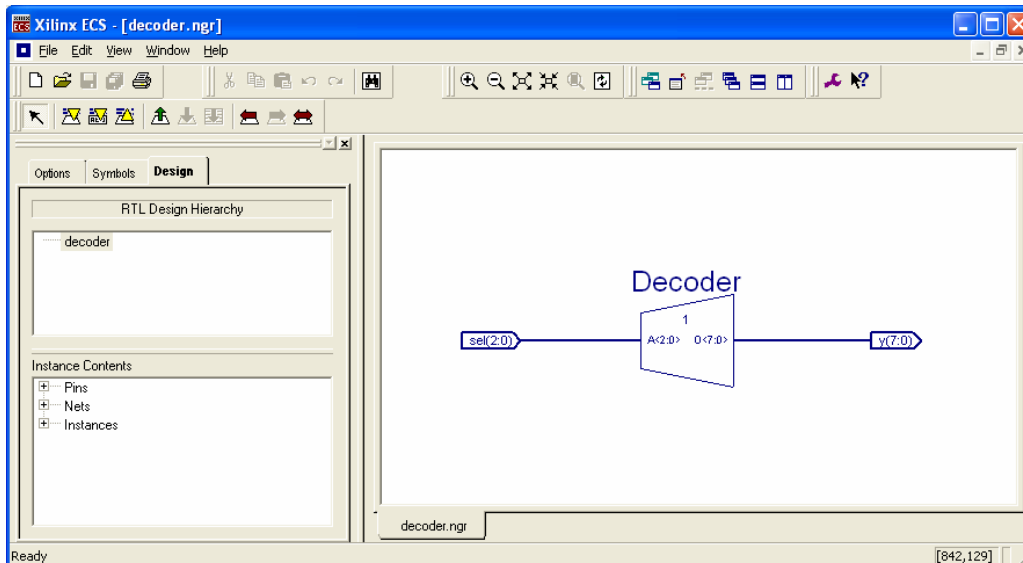 Xilinx ECS - [decoder.ngr]
File Edit View Window Help
Options Symbols Design
RTL Design Hierarchy
decoder
Instance Contents
Pins
Nets
Instances
Decoder
1
sel(2:0) A<2:0> O<7:0> y(7:0)
decoder.ngr
Ready [842,129]